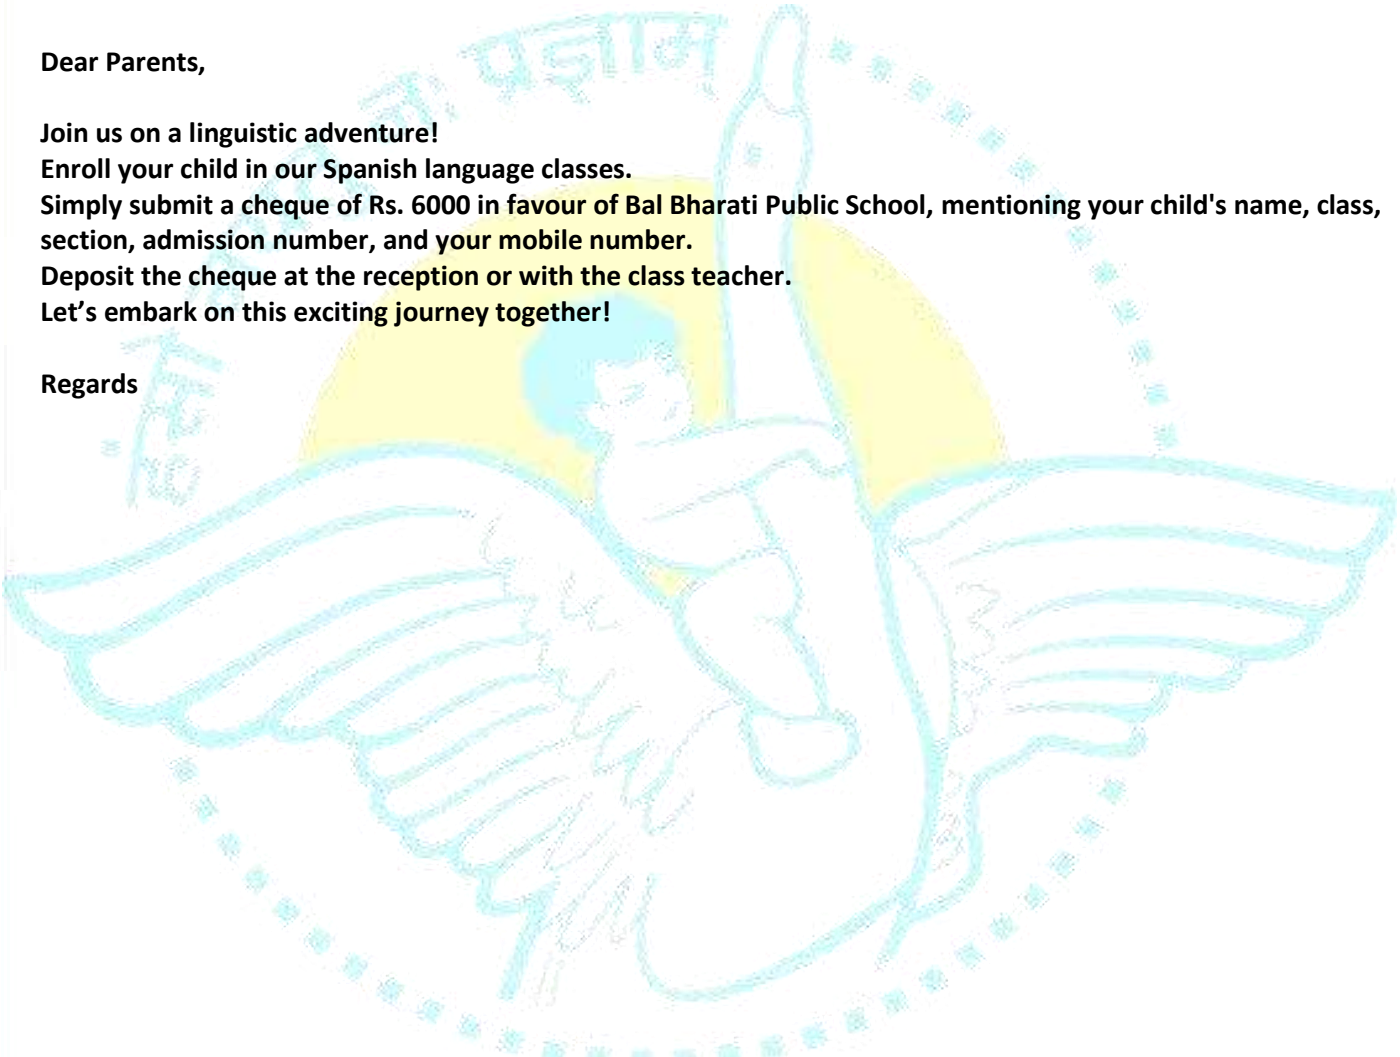 Dear Parents,
Join us on a linguistic adventure!
Enroll your child in our Spanish language classes.
Simply submit a cheque of Rs. 6000 in favour of Bal Bharati Public School, mentioning your child's name, class,
section, admission number, and your mobile number.
Deposit the cheque at the reception or with the class teacher.
Let’s embark on this exciting journey together!
Regards